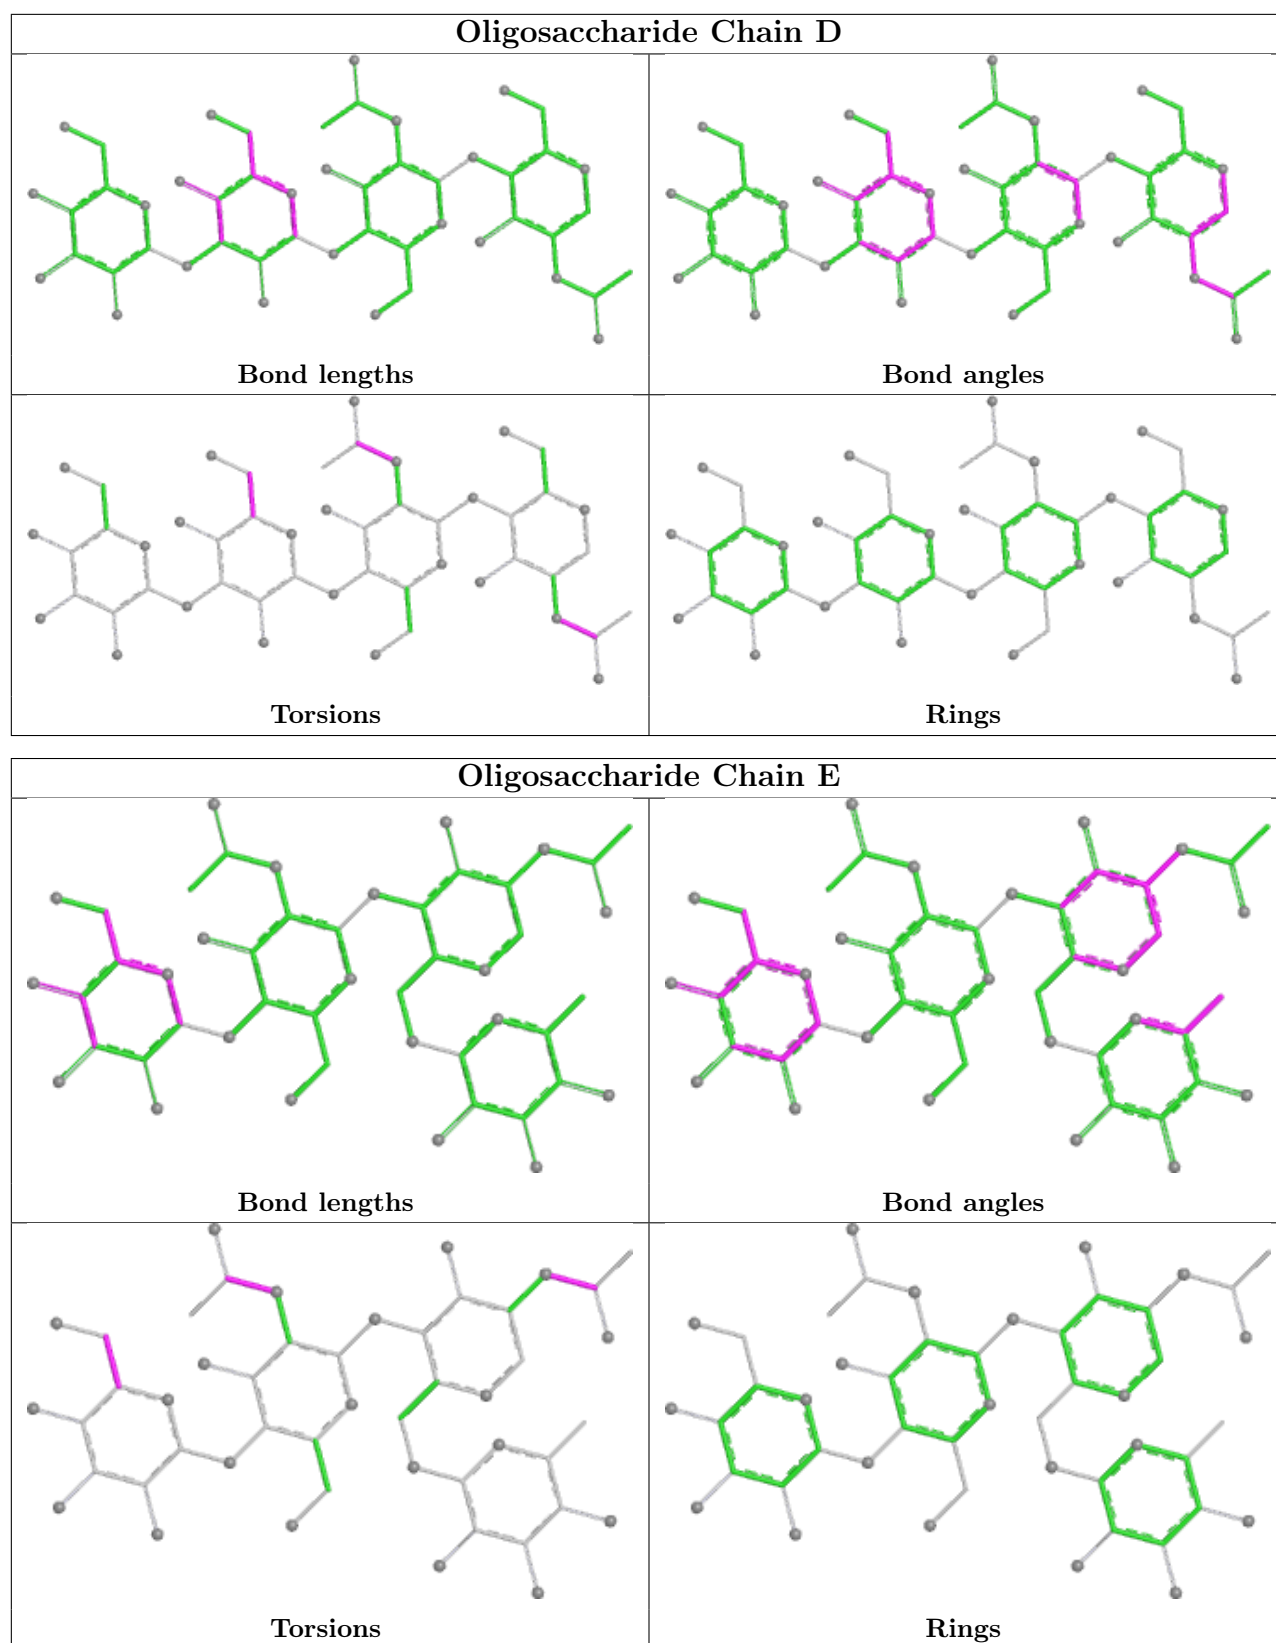 Oligosaccharide Chain D
Bond lengths
Bond angles
Torsions
Rings
Oligosaccharide Chain E
Bond lengths
Bond angles
Torsions
Rings